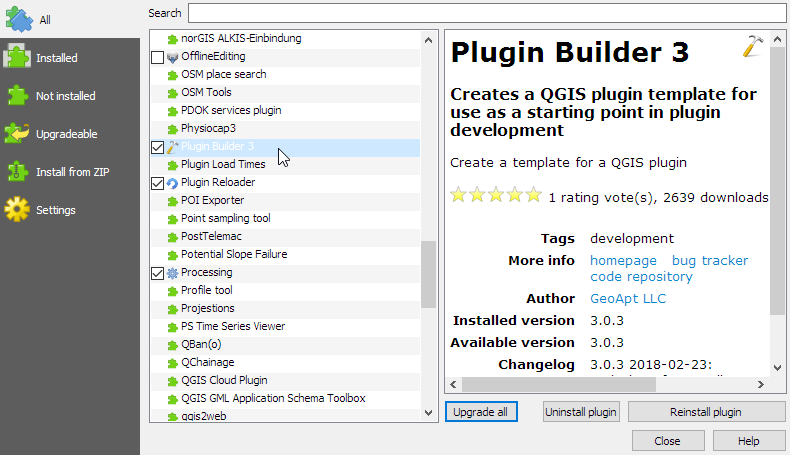 All
Installed
Not installed
Upgradeable
Install from ZIP
Settings
Search
norGIS ALKIS-Einbindung
OfflineEditing
OSM place search
OSM Tools
PDOK services plugin
Physiocap3
Plugin Builder 3
Plugin Load Times
Plugin Reloader
POI Exporter
Point sampling tool
PostTelemac
Potential Slope Failure
Processing
Profile tool
Projestions
PS Time Series Viewer
QBan(o)
QChainage
QGIS Cloud Plugin
QGIS GML Application Schema Toolbox
qgis2web
Plugin Builder 3
Creates a QGIS plugin template for
use as a starting point in plugin
development
Create a template for a QGIS plugin
1 rating vote(s), 2639 downloads
Tags development
More info homepage bug tracker
code repository
Author GeoApt LLC
Installed version 3.0.3
Available version 3.0.3
Changelog 3.0.3 2018-02-23:
Upgrade all Uninstall plugin Reinstall plugin
Close Help